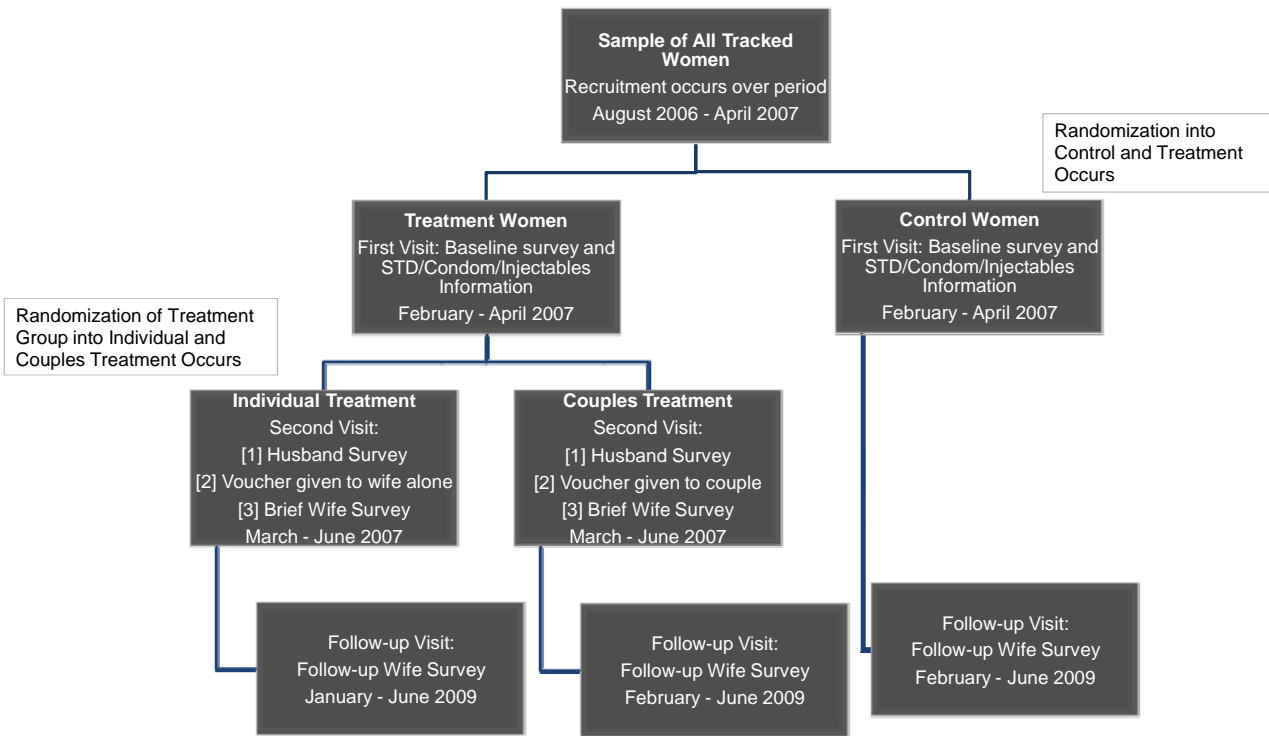 Sample of All Tracked
Women
Recruitment occurs over period
August 2006 - April 2007
Randomization into
Control and Treatment
Occurs
Treatment Women
First Visit: Baseline survey and
STD/Condom/Injectables
Information
February - April 2007
Control Women
First Visit: Baseline survey and
STD/Condom/Injectables
Information
February - April 2007
Randomization of Treatment
Group into Individual and
Couples Treatment Occurs
Individual Treatment
Second Visit:
[1] Husband Survey
[2] Voucher given to wife alone
[3] Brief Wife Survey
March - June 2007
Couples Treatment
Second Visit:
[1] Husband Survey
[2] Voucher given to couple
[3] Brief Wife Survey
March - June 2007
Follow-up Visit:
Follow-up Wife Survey
January - June 2009
Follow-up Visit:
Follow-up Wife Survey
February - June 2009
Follow-up Visit:
Follow-up Wife Survey
February - June 2009